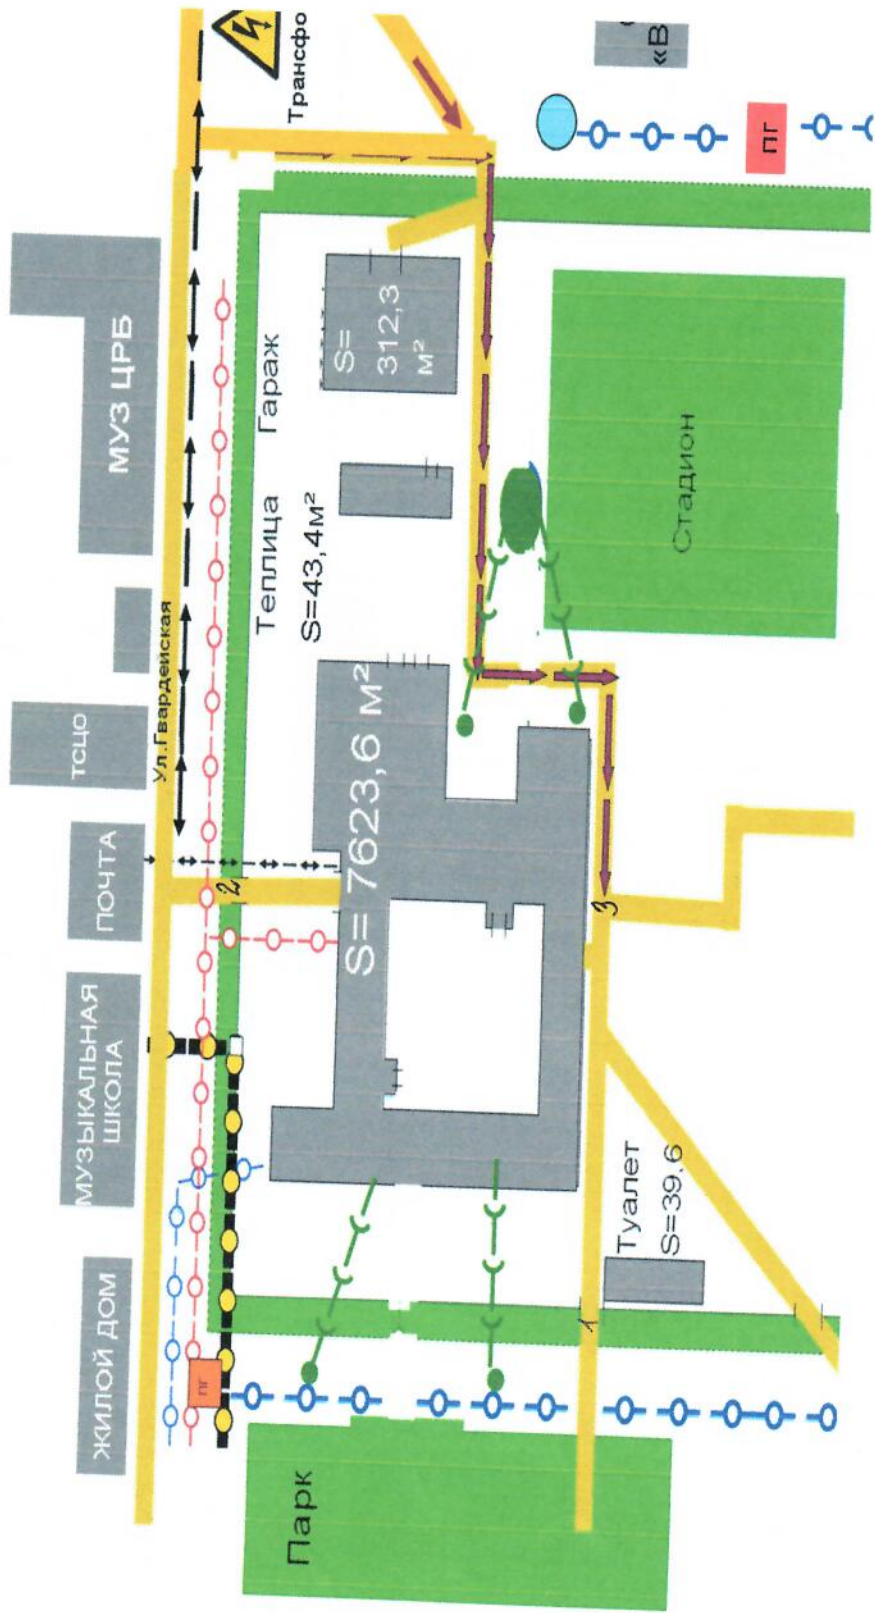 ЖИЛОЙ ДОМ
МУЗЫКАЛЬНАЯ
ШКОЛА
ПОЧТА
ТСЦО
МУЗ ЦРБ
Ул.Гвардейская
Трансфо
2
ПГ
Теплица
S=43,4м²
Гараж
S=
312,3
м²
S= 7623,6 м²
«В
ПГ
Стадион
3
1
Туалет
S=39,6
Парк